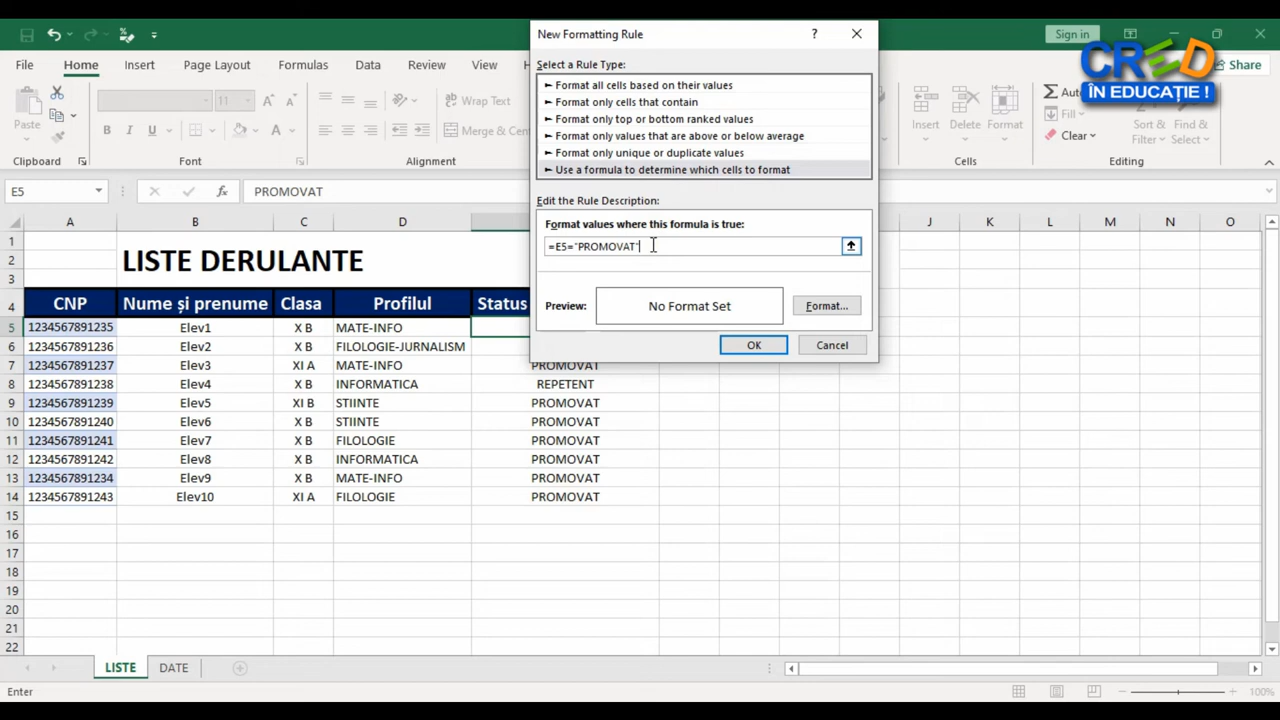 New Formatting Rule
?
Sign in
CRED
ÎN EDUCAȚIE !
File
Home
Insert
Page Layout
Formulas
Data
Review
View
Share
Select a Rule Type:
► Format all cells based on their values
► Format only cells that contain
► Format only top or bottom ranked values
► Format only values that are above or below average
► Format only unique or duplicate values
► Use a formula to determine which cells to format
Paste
B I U
Wrap Text
Merge & Cen
Insert
Delete
Format
Fill
Clear
Sort &
Filter
Find &
Select
Clipboard
Font
Alignment
Cells
Editing
E5
fx
PROMOVAT
Edit the Rule Description:
Format values where this formula is true:
=E5="PROMOVAT"
Preview:
No Format Set
Format...
OK
Cancel
A B C D J K L M N O
1
2 LISTE DERULANTE
3
4 CNP Nume și prenume Clasa Profilul Status
5 1234567891235 Elev1 X B MATE-INFO
6 1234567891236 Elev2 X B FILOLOGIE-JURNALISM
7 1234567891237 Elev3 XI A MATE-INFO PROMOVAT
8 1234567891238 Elev4 X B INFORMATICA REPETENT
9 1234567891239 Elev5 XI B STIINTE PROMOVAT
10 1234567891240 Elev6 X B STIINTE PROMOVAT
11 1234567891241 Elev7 X B FILOLOGIE PROMOVAT
12 1234567891242 Elev8 X B INFORMATICA PROMOVAT
13 1234567891234 Elev9 X B MATE-INFO PROMOVAT
14 1234567891243 Elev10 XI A FILOLOGIE PROMOVAT
15
16
17
18
19
20
21
22
LISTE
DATE
Enter
100%